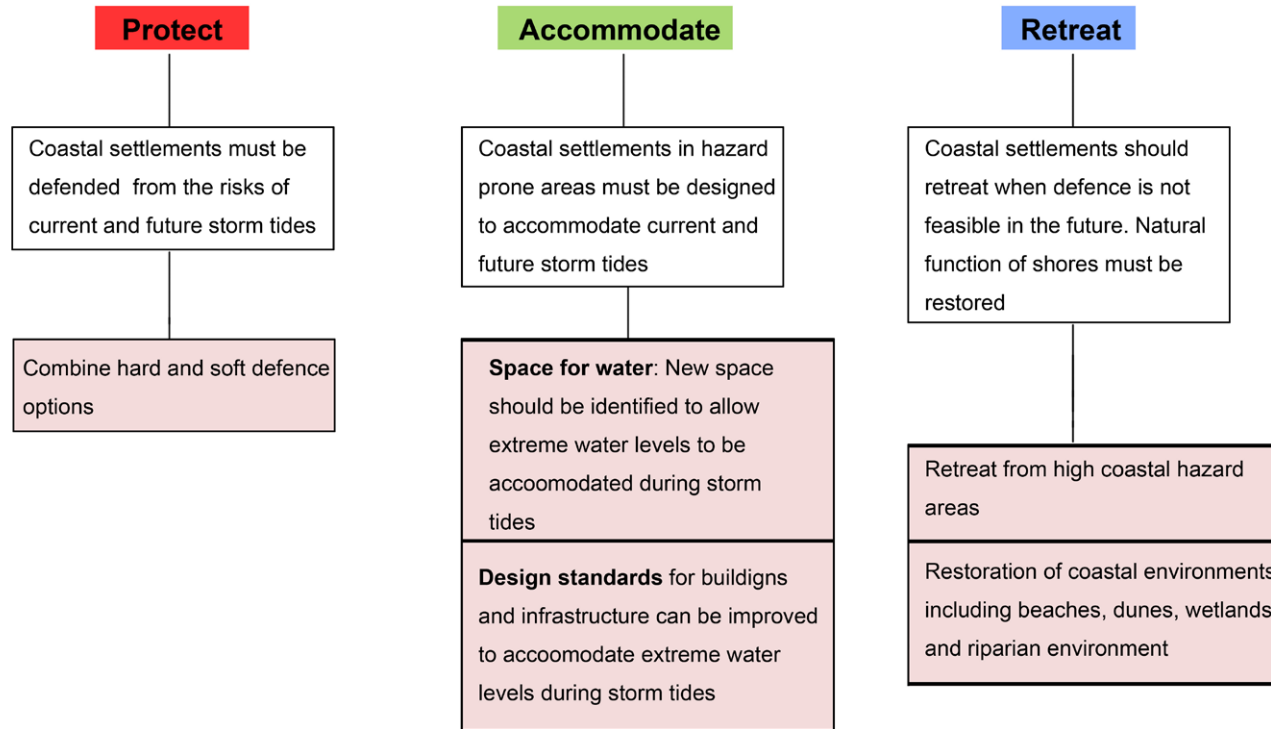 Protect
Coastal settlements must be
defended from the risks of
current and future storm tides
Combine hard and soft defence
options
Accommodate
Coastal settlements in hazard
prone areas must be designed
to accommodate current and
future storm tides
Space for water: New space
should be identified to allow
extreme water levels to be
accoomodated during storm
tides
Design standards for buildigns
and infrastructure can be improved
to accoomodate extreme water
levels during storm tides
Retreat
Coastal settlements should
retreat when defence is not
feasible in the future. Natural
function of shores must be
restored
Retreat from high coastal hazard
areas
Restoration of coastal environments
including beaches, dunes, wetlands
and riparian environment